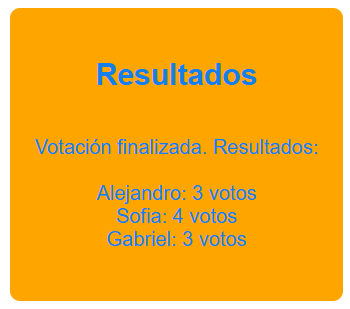 Resultados
Votación finalizada. Resultados:
Alejandro: 3 votos
Sofia: 4 votos
Gabriel: 3 votos